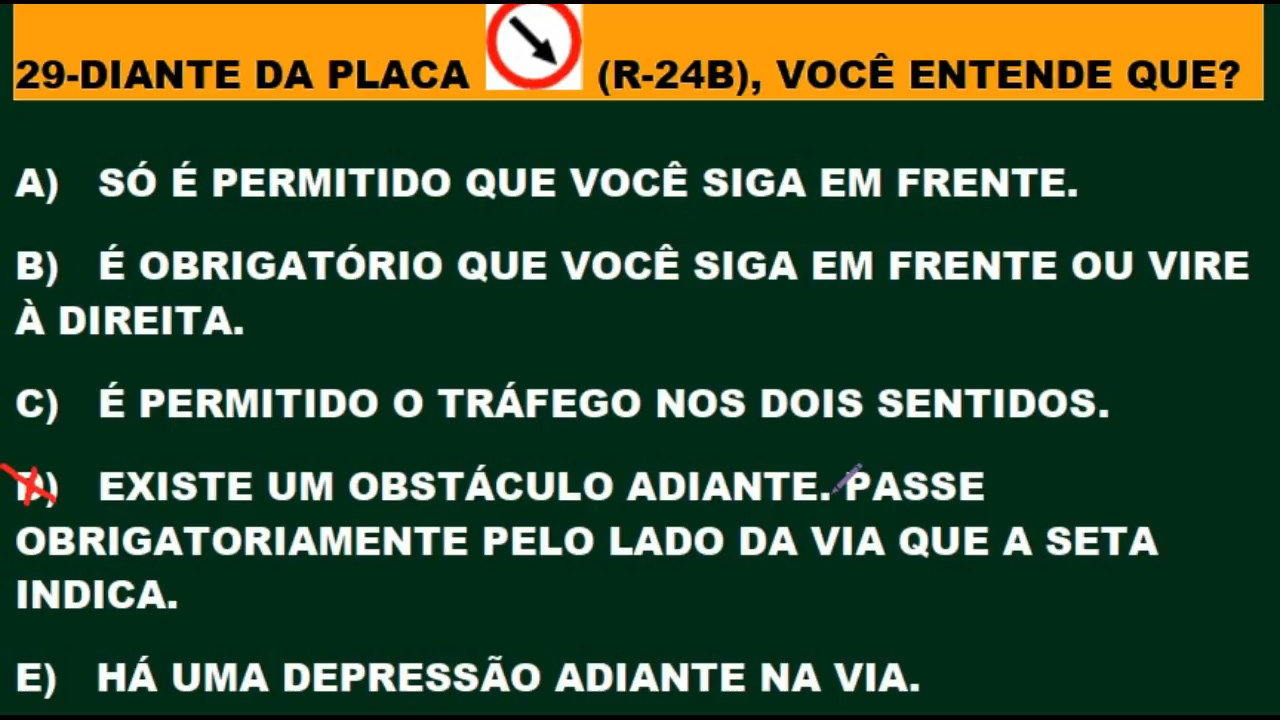 29-DIANTE DA PLACA (R-24B), VOCÊ ENTENDE QUE?
A) SÓ É PERMITIDO QUE VOCÊ SIGA EM FRENTE.
B) É OBRIGATÓRIO QUE VOCÊ SIGA EM FRENTE OU VIRE
À DIREITA.
C) É PERMITIDO O TRÁFEGO NOS DOIS SENTIDOS.
D) EXISTE UM OBSTÁCULO ADIANTE. PASSE
OBRIGATORIAMENTE PELO LADO DA VIA QUE A SETA
INDICA.
E) HÁ UMA DEPRESSÃO ADIANTE NA VIA.